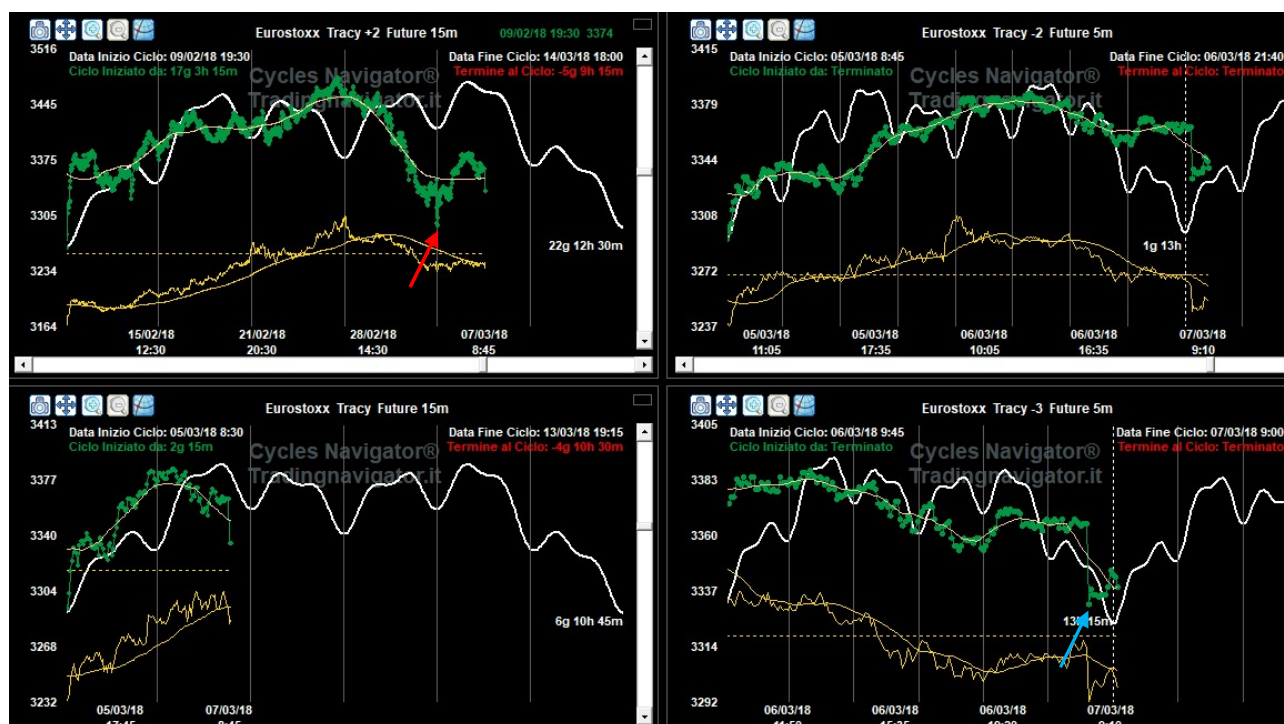 Eurostoxx Tracy +2 Future 15m 09/02/18 19:30 3374
3516
Data Inizio Ciclo: 09/02/18 19:30 Data Fine Ciclo: 14/03/18 18:00
Ciclo Iniziato da: 17g 3h 15m Termine al Ciclo: -5g 9h 15m
Cycles Navigator®
Tradingnavigator.it
3445
3375
3305
22g 12h 30m
3234
3164
15/02/18 21/02/18 28/02/18 07/03/18
12:30 20:30 14:30 8:45
Eurostoxx Tracy -2 Future 5m
3415
Data Inizio Ciclo: 05/03/18 8:45 Data Fine Ciclo: 06/03/18 21:40
Ciclo Iniziato da: Terminato Termine al Ciclo: Terminato
Cycles Navigator®
Tradingnavigator.it
3379
3344
3308
1g 13h
3272
3237
05/03/18 05/03/18 06/03/18 06/03/18 07/03/18
11:05 17:35 10:05 16:35 9:10
Eurostoxx Tracy Future 15m
3413
Data Inizio Ciclo: 05/03/18 8:30 Data Fine Ciclo: 13/03/18 19:15
Ciclo Iniziato da: 2g 15m Termine al Ciclo: -4g 10h 30m
Cycles Navigator®
Tradingnavigator.it
3377
3340
3304
6g 10h 45m
3268
3232
05/03/18 07/03/18
17:45 8:45
Eurostoxx Tracy -3 Future 5m
3405
Data Inizio Ciclo: 06/03/18 9:45 Data Fine Ciclo: 07/03/18 9:00
Ciclo Iniziato da: Terminato Termine al Ciclo: Terminato
Cycles Navigator®
Tradingnavigator.it
3383
3360
3337
15m
3314
3292
06/03/18 06/03/18 06/03/18 07/03/18
11:50 15:35 19:20 9:10